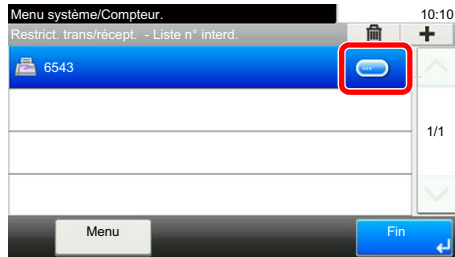 Menu système/Compteur. 10:10
Restrict. trans/récept. - Liste n° interd.
6543
1/1
Menu Fin